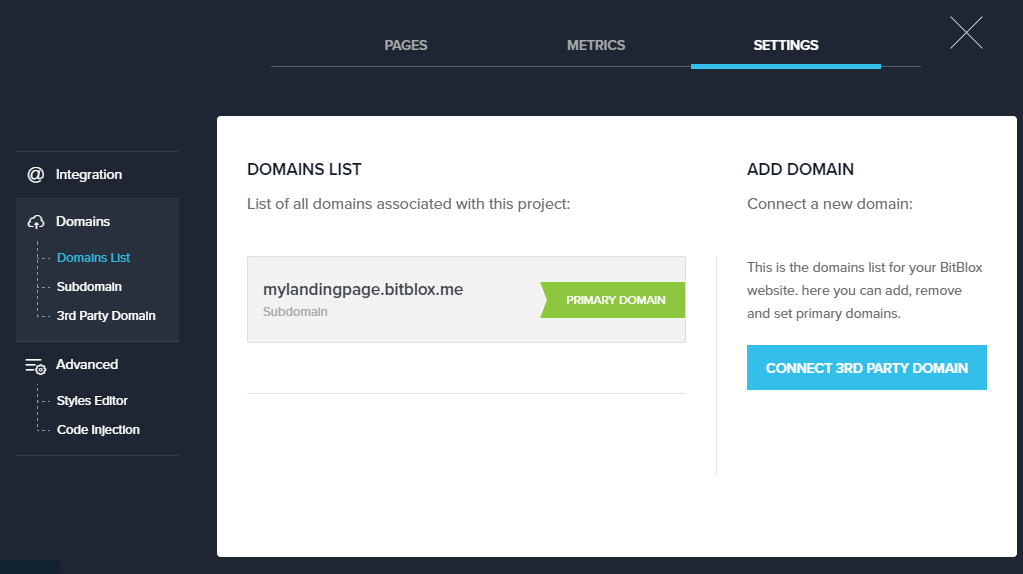 PAGES
METRICS
SETTINGS
Integration
Domains
Domains List
Subdomain
3rd Party Domain
Advanced
Styles Editor
Code Injection
DOMAINS LIST
List of all domains associated with this project:
mylandingpage.bitblox.me
Subdomain
PRIMARY DOMAIN
ADD DOMAIN
Connect a new domain:
This is the domains list for your BitBlox
website. here you can add, remove
and set primary domains.
CONNECT 3RD PARTY DOMAIN